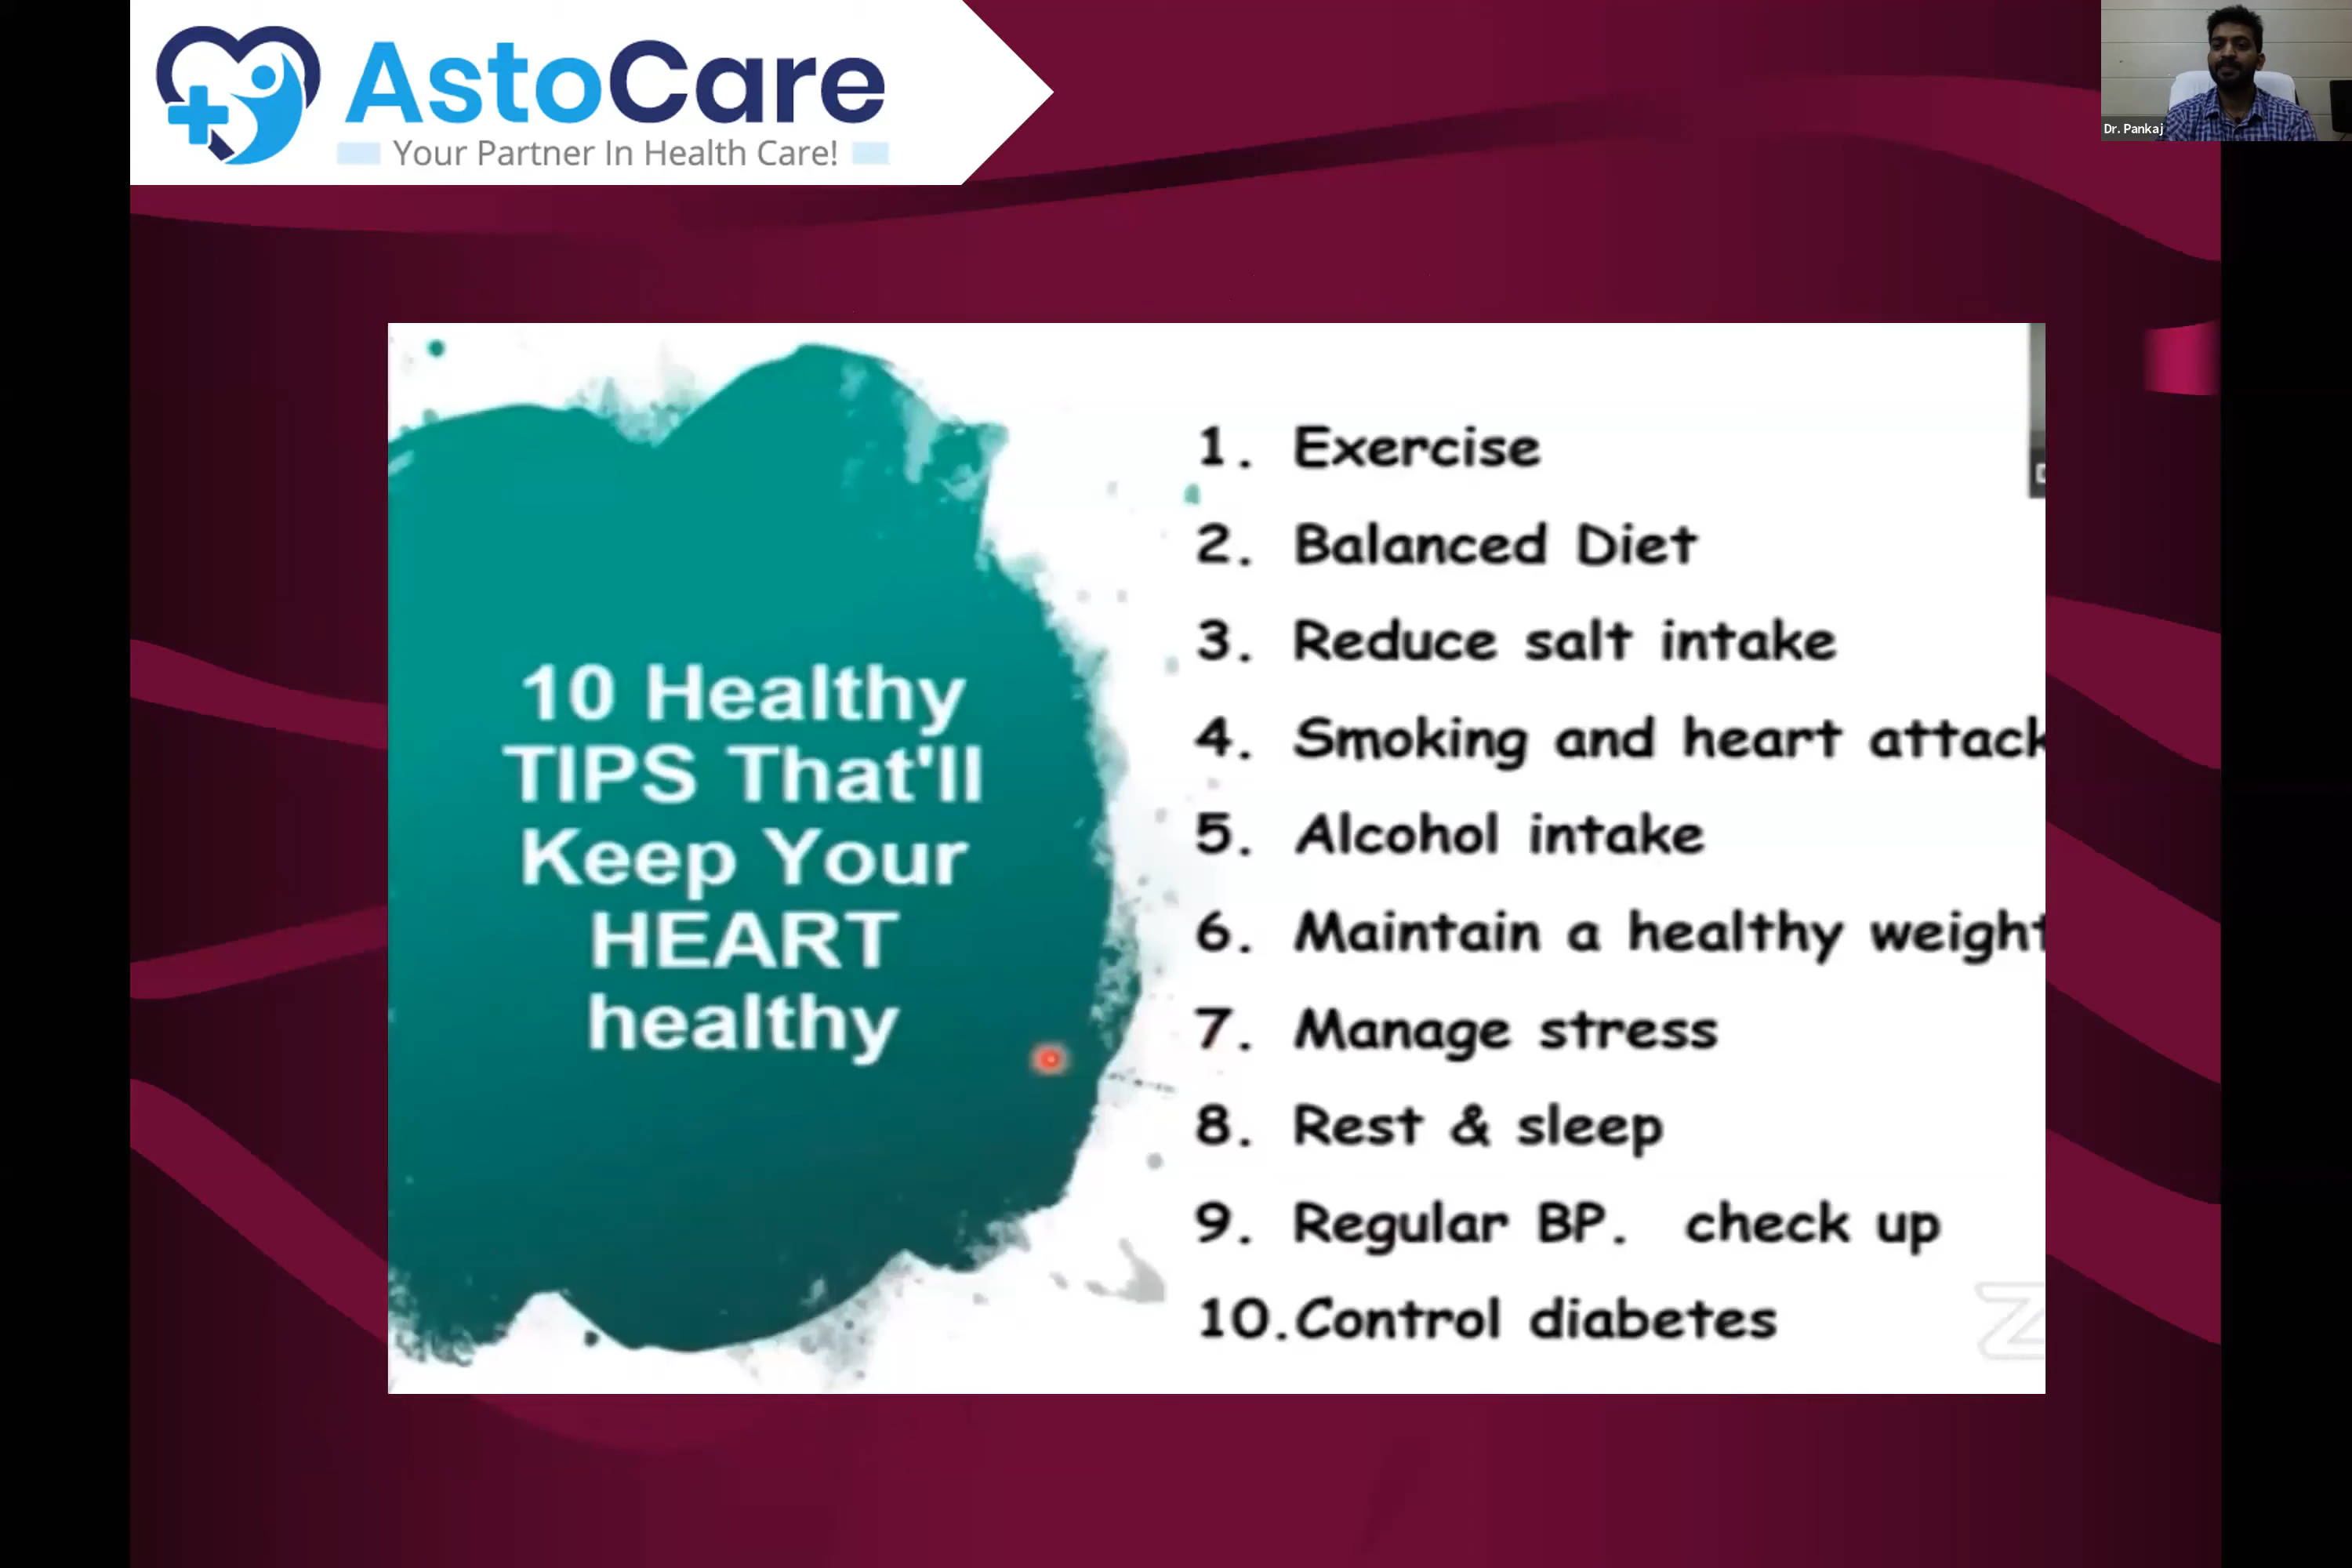 AstoCare
Your Partner In Health Care!
Dr. Pankaj
10 Healthy
TIPS That'll
Keep Your
HEART
healthy
1. Exercise
2. Balanced Diet
3. Reduce salt intake
4. Smoking and heart attack
5. Alcohol intake
6. Maintain a healthy weight
7. Manage stress
8. Rest & sleep
9. Regular BP. check up
10. Control diabetes